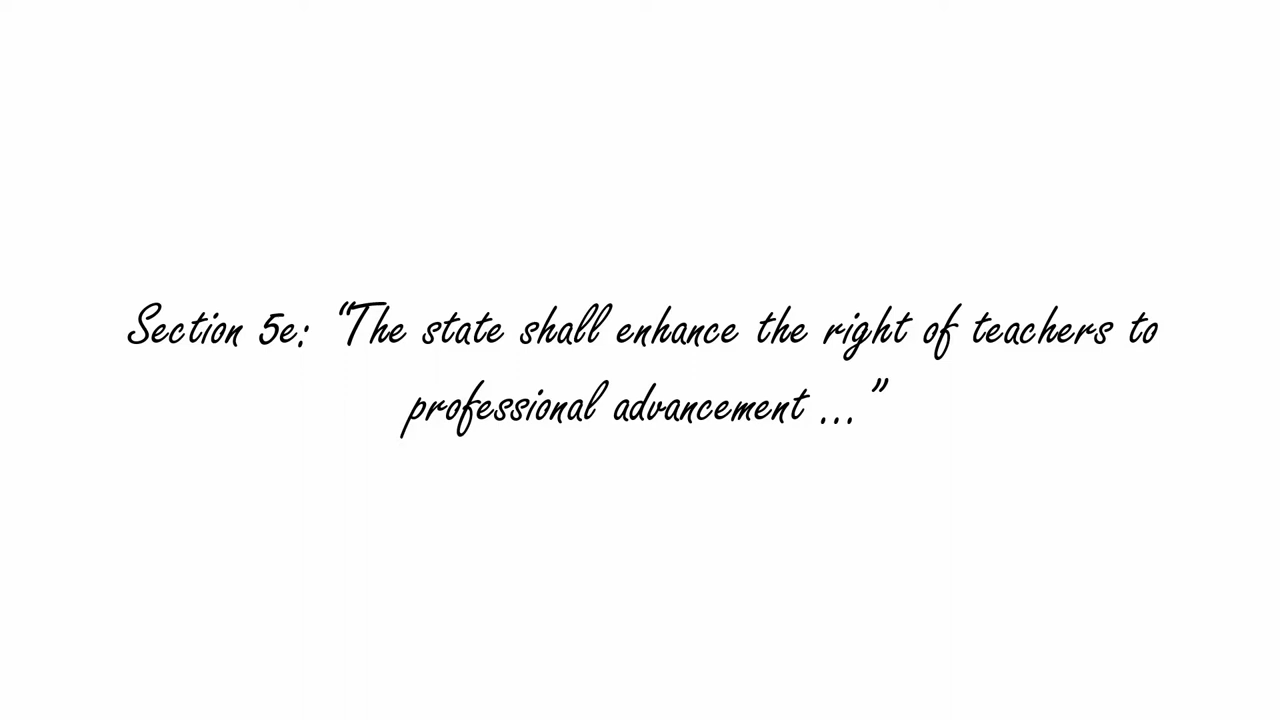 Section 5e: “The state shall enhance the right of teachers to
professional advancement ...”